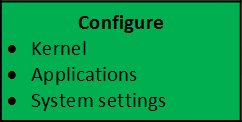 Configure
• Kernel
• Applications
• System settings